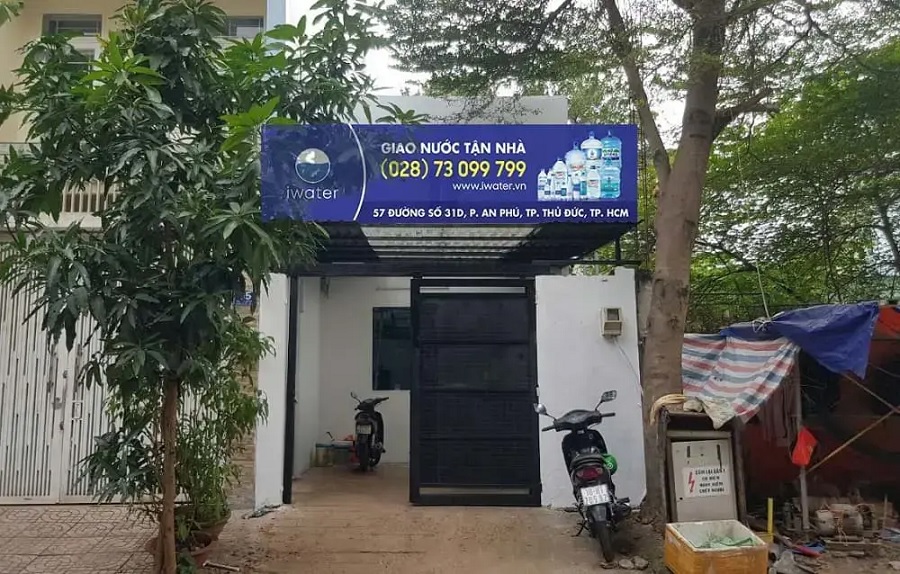 iwater
GIAO NƯỚC TẬN NHÀ
(028) 73 099 799
www.iwater.vn
57 ĐƯỜNG SỐ 31D, P. AN PHÚ, TP. THỦ ĐỨC, TP. HCM